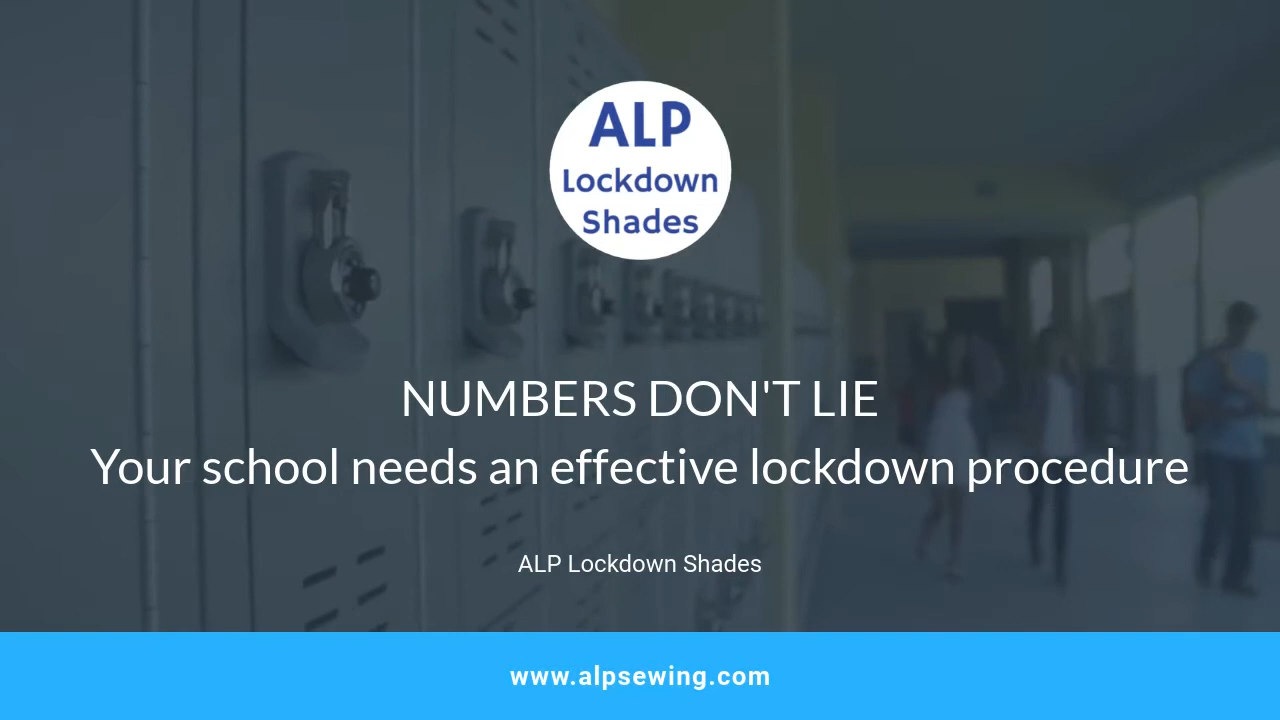 ALP
Lockdown
Shades
NUMBERS DON'T LIE
Your school needs an effective lockdown procedure
ALP Lockdown Shades
www.alpsewing.com